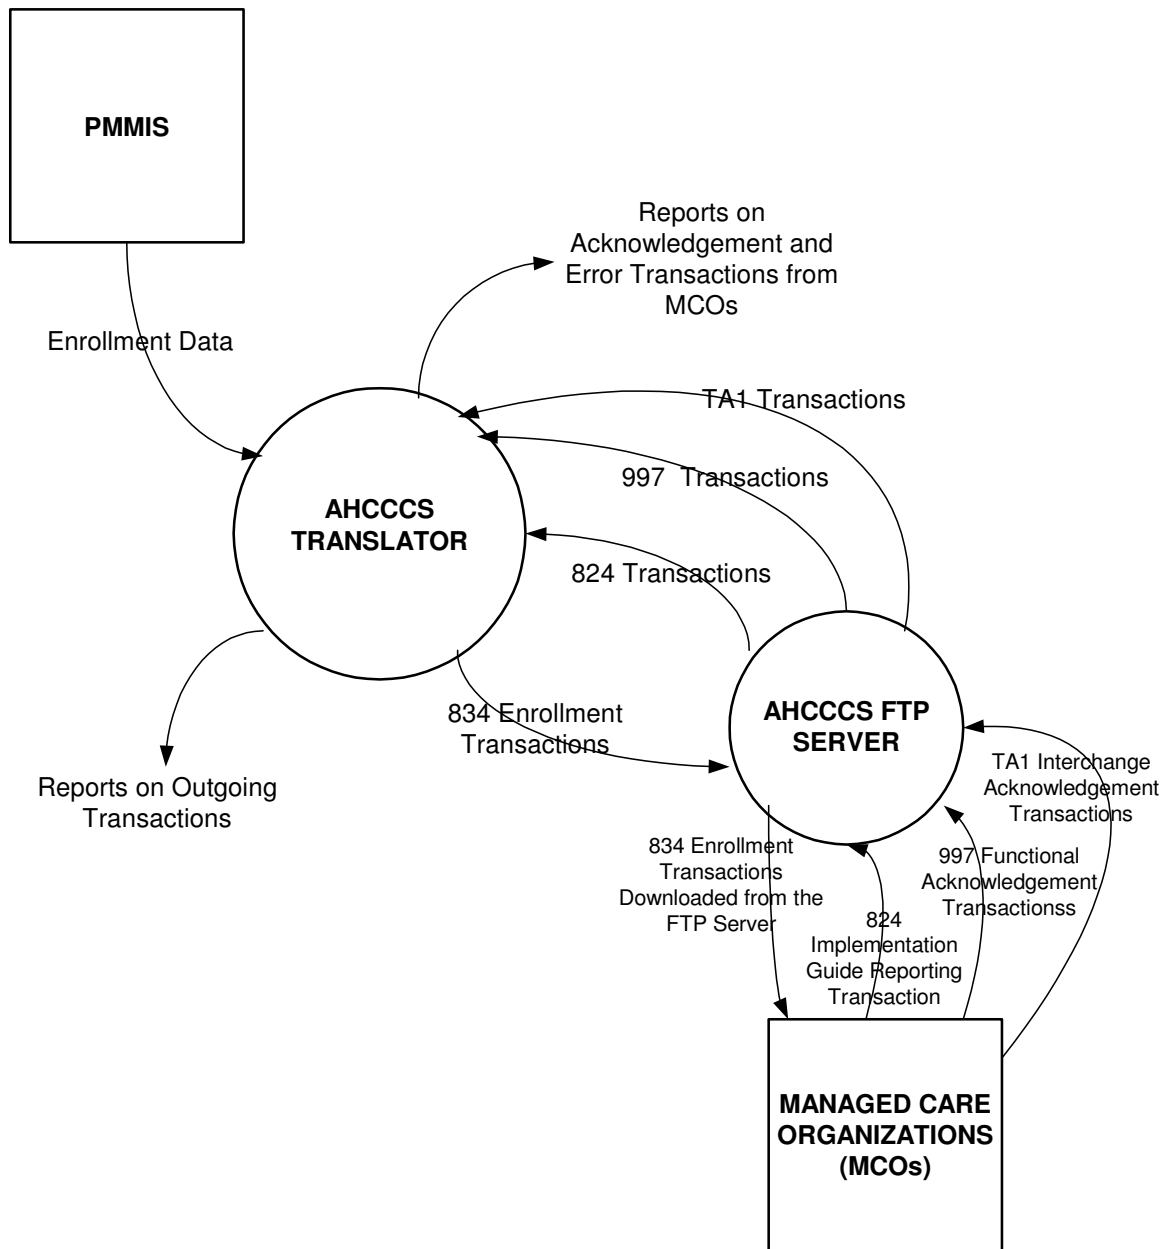 PMMIS
Reports on
Acknowledgement and
Error Transactions from
MCOs
Enrollment Data
TA1 Transactions
997 Transactions
AHCCCS
TRANSLATOR
824 Transactions
834 Enrollment
Transactions
AHCCCS FTP
SERVER
Reports on Outgoing
Transactions
TA1 Interchange
Acknowledgement
Transactions
834 Enrollment
Transactions
Downloaded from the
FTP Server
997 Functional
Acknowledgement
Transactionss
824
Implementation
Guide Reporting
Transaction
MANAGED CARE
ORGANIZATIONS
(MCOs)